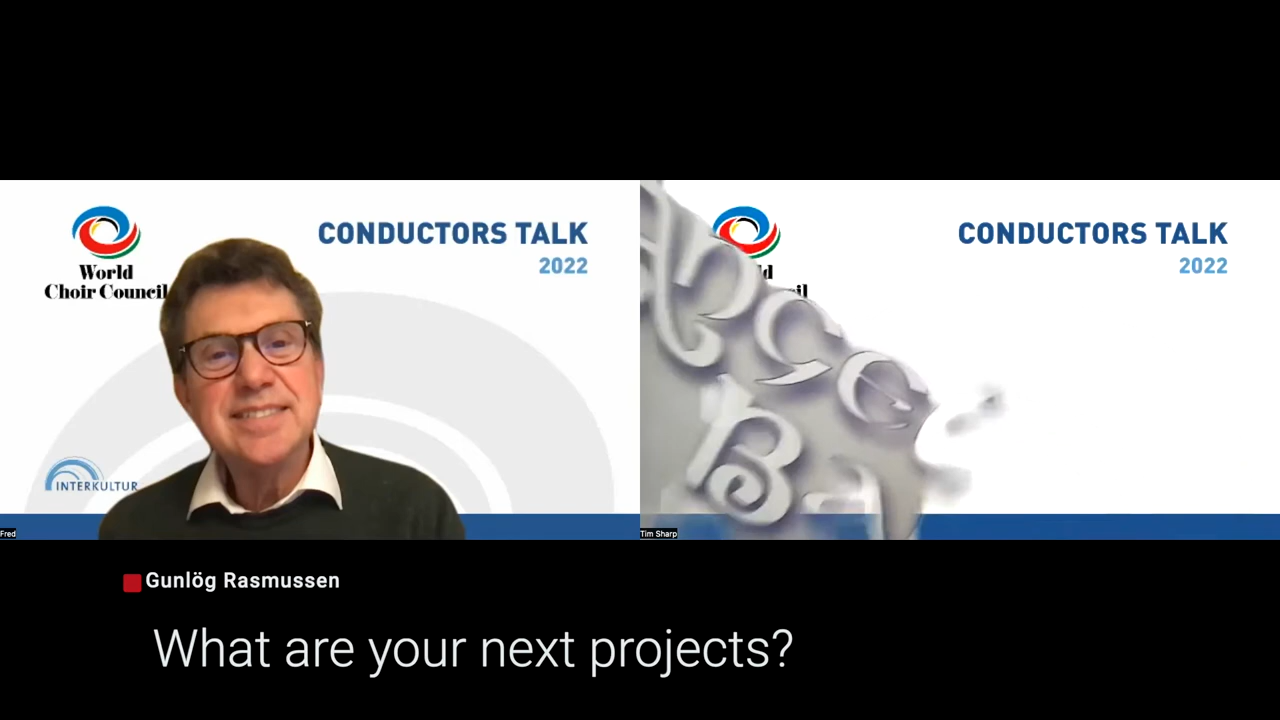 CONDUCTORS TALK
2022
World
Choir Council
INTERKULTUR
Fred
CONDUCTORS TALK
2022
Tim Sharp
Gunlög Rasmussen
What are your next projects?